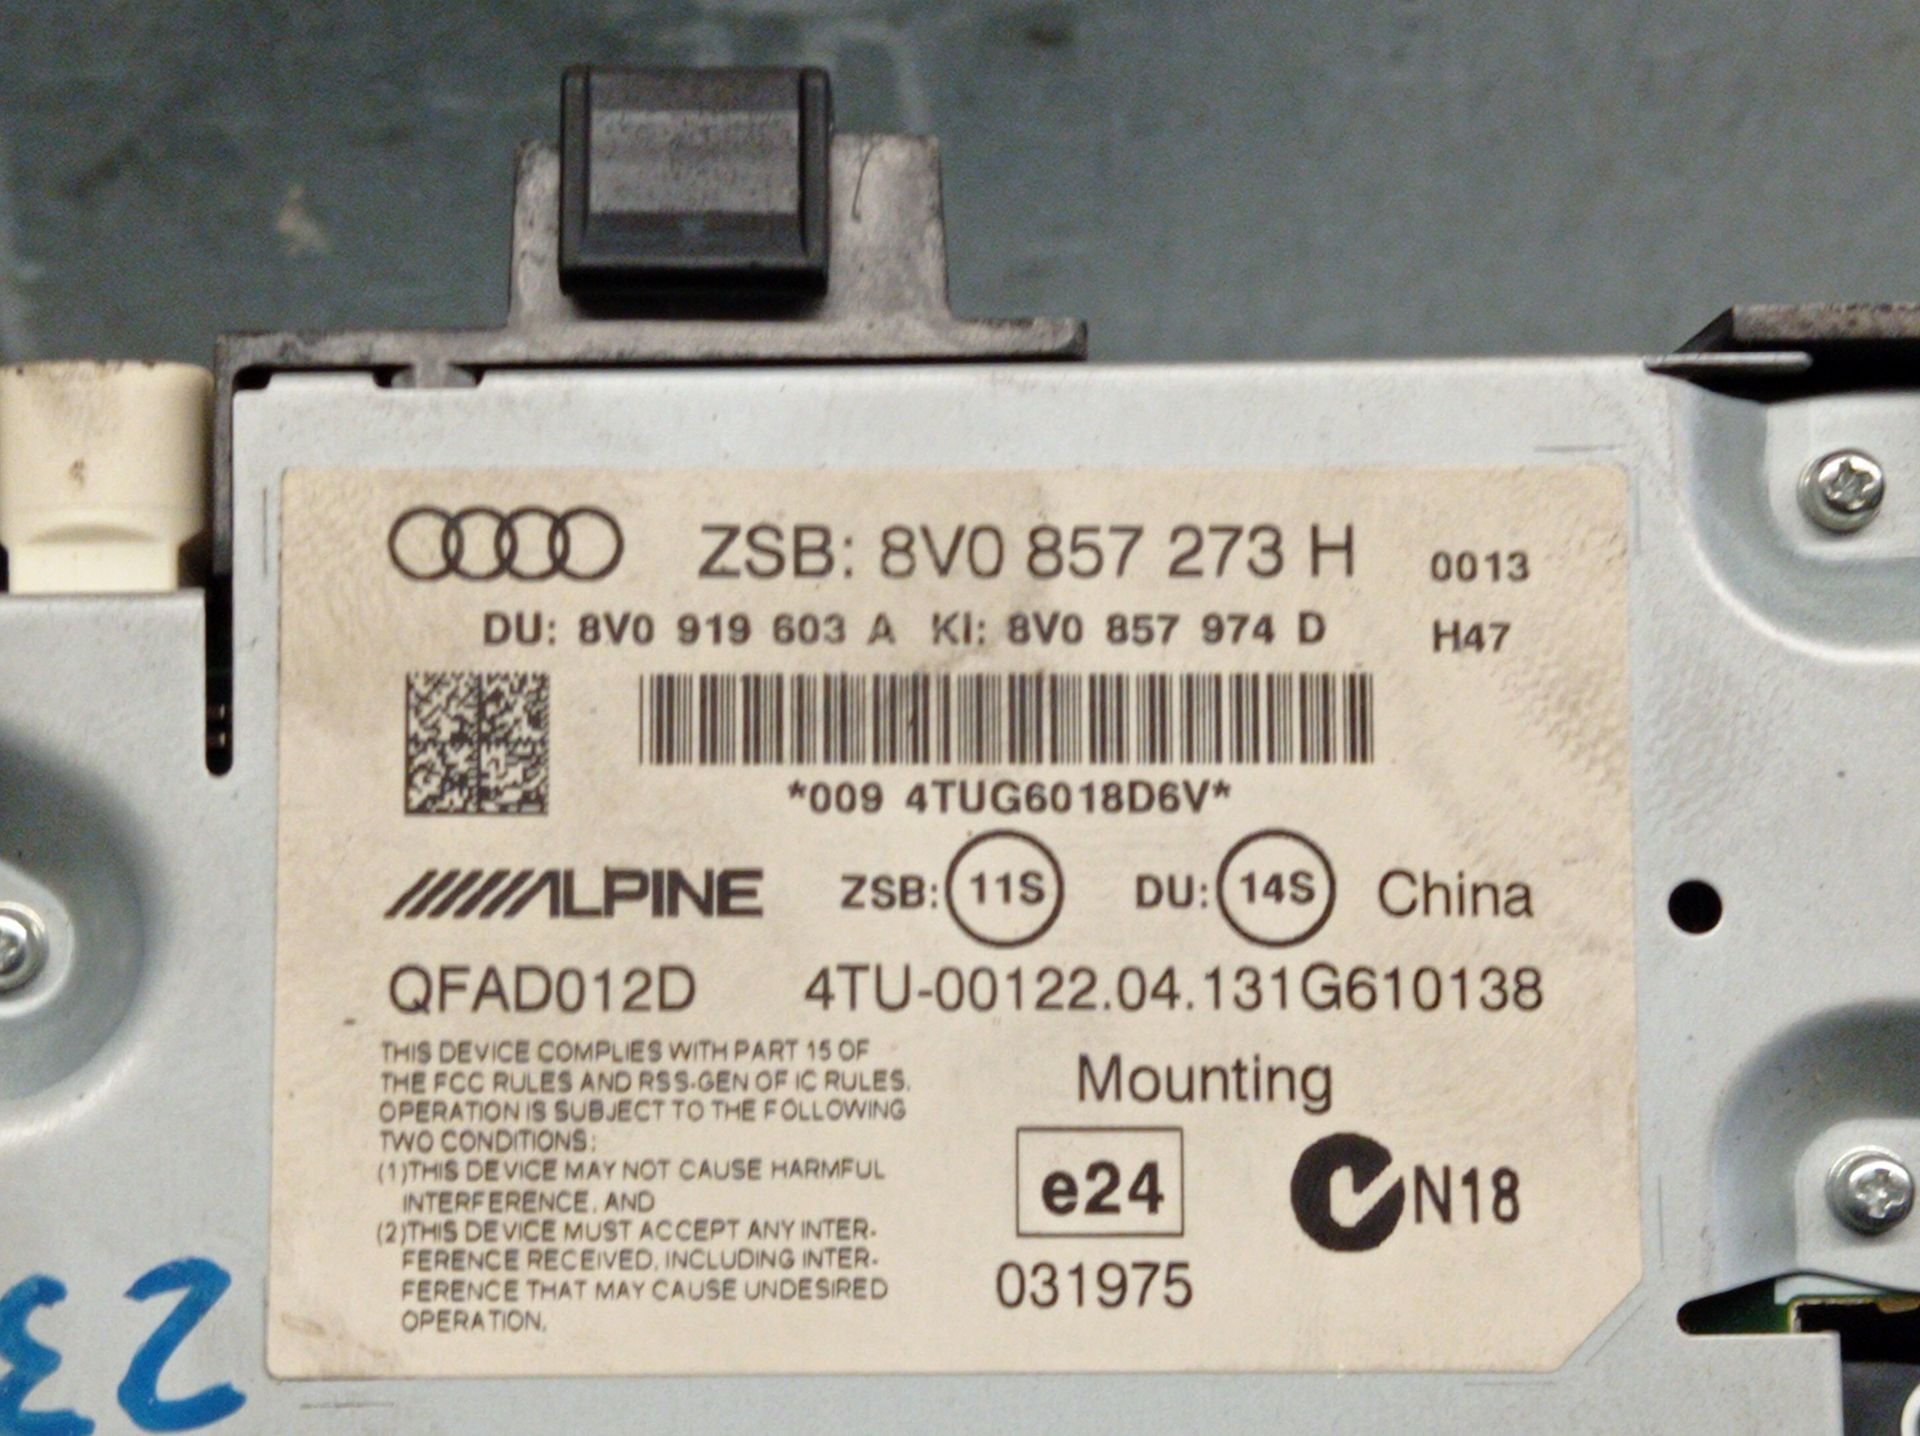 ZSB: 8V0 857 273 H 0013
DU: 8V0 919 603 A KI: 8V0 857 974 D H47
*009 4TUG6018D6V*
ALPINE ZSB: 11S DU: 14S China
QFAD012D 4TU-00122.04.131G610138
THIS DEVICE COMPLIES WITH PART 15 OF
THE FCC RULES AND RSS-GEN OF IC RULES.
OPERATION IS SUBJECT TO THE FOLLOWING
TWO CONDITIONS:
(1)THIS DEVICE MAY NOT CAUSE HARMFUL
INTERFERENCE, AND
(2)THIS DEVICE MUST ACCEPT ANY INTER-
FERENCE RECEIVED, INCLUDING INTER-
FERENCE THAT MAY CAUSE UNDESIRED
OPERATION.
Mounting
e24
N18
031975
23